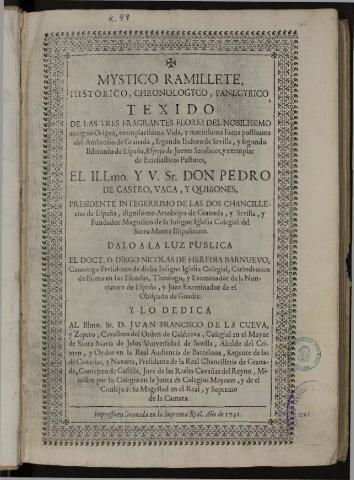 R. 99
✠
MYSTICO RAMILLETE,
HISTORICO, CHRONOLOGYCO, PANEGYRICO
TEXIDO
DE LAS TRES FRAGRANTES FLORES DEL NOBILISSIMO
antiguo Origen, exemplarissima Vida, y meritissima Fama posthuma
del Ambrosio de Granada, segundo Isidoro de Sevilla, y segundo
Ildefonso de España, Espejo de Juezes Seculares, y exemplar
de Eclesiasticos Pastores,
EL ILLmo. Y V. Sr. DON PEDRO
DE CASTRO, VACA, Y QUIñONES,
PRESIDENTE INTEGERRIMO DE LAS DOS CHANCILLE-
rias de España, dignissimo Arzobispo de Granada, y Sevilla, y
Fundador Magnifico de la Insigne Iglesia Colegial del
Sacro Monte Illipulitano.
DALO A LA LUZ PUBLICA
EL DOCT. D. DIEGO NICOLAS DE HEREDIA BARNUEVO,
Canonigo Presidente de dicha Insigne Iglesia Colegial, Cathedratico
de Prima en sus Escuelas, Theologo, y Examinador de la Nun-
ciatura de España, y Juez Examinador de el
Obispado de Guadix.
Y LO DEDICA
AL Illmo. Sr. D. JUAN FRANCISCO DE LA CUEVA,
y Zepero, Cavallero del Orden de Calatrava, Colegial en el Mayor
de Santa Maria de Jesus Universidad de Sevilla, Alcalde del Cri-
men, y Oydor en la Real Audiencia de Barcelona, Regente de las
de Canarias, y Navarra, Presidente de la Real Chancilleria de Grana-
da, Consejero de Castilla, Juez de las Reales Cavañas del Reyno, Mi-
nistro por su Colegio en la Junta de Colegios Mayores, y de el
Consejo de su Magestad en el Real, y Supremo
de la Camara.
Impresso en Granada en la Imprenta Real. Año de 1741.